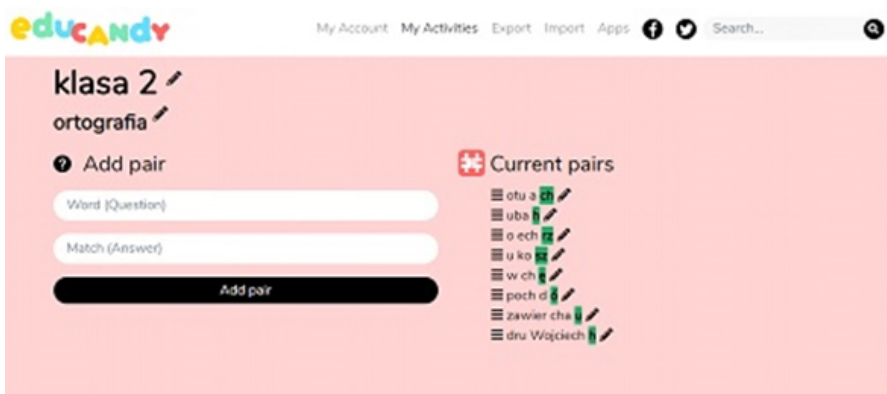 eduCANDY
My Account My Activities Export Import Apps Search...
klasa 2
ortografia
Add pair
Word (Question)
Match (Answer)
Add pair
Current pairs
otu a ch
uba h
o ech rz
u ko sz
w ch ę
poch d ó
zawier cha u
dru Wojciech h